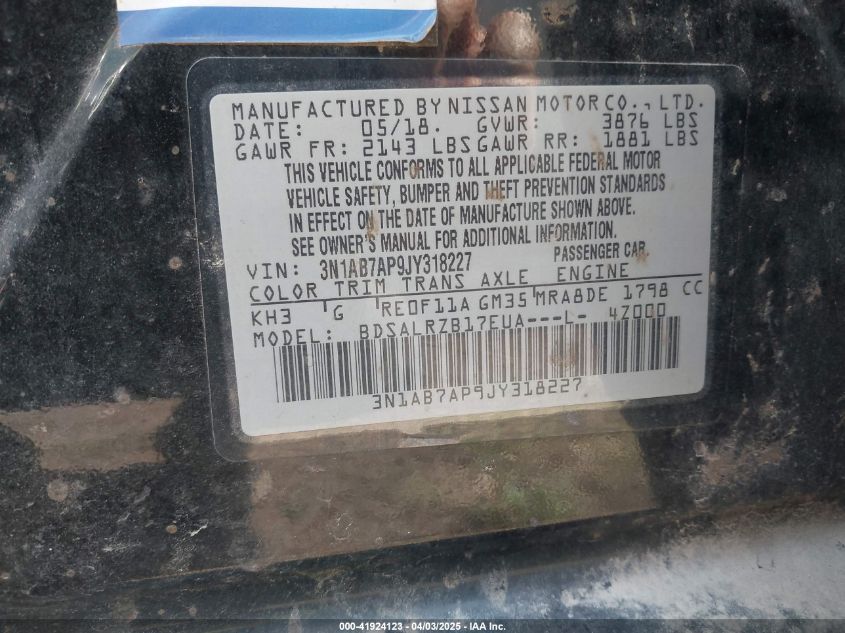 MANUFACTURED BY NISSAN MOTOR CO., LTD.
DATE: 05/18. GVWR: 3876 LBS
GAWR FR: 2143 LBS GAWR RR: 1881 LBS
THIS VEHICLE CONFORMS TO ALL APPLICABLE FEDERAL MOTOR
VEHICLE SAFETY, BUMPER AND THEFT PREVENTION STANDARDS
IN EFFECT ON THE DATE OF MANUFACTURE SHOWN ABOVE.
SEE OWNER'S MANUAL FOR ADDITIONAL INFORMATION.
VIN: 3N1AB7AP9JY318227 PASSENGER CAR
COLOR TRIM TRANS AXLE ENGINE
KH3 G RE0F11A GM35 MRA8DE 1798 CC
MODEL: BDSALRZB17EUA---L- 4Z000
3N1AB7AP9JY318227
000-41924123 04/03/2025 - IAA Inc.